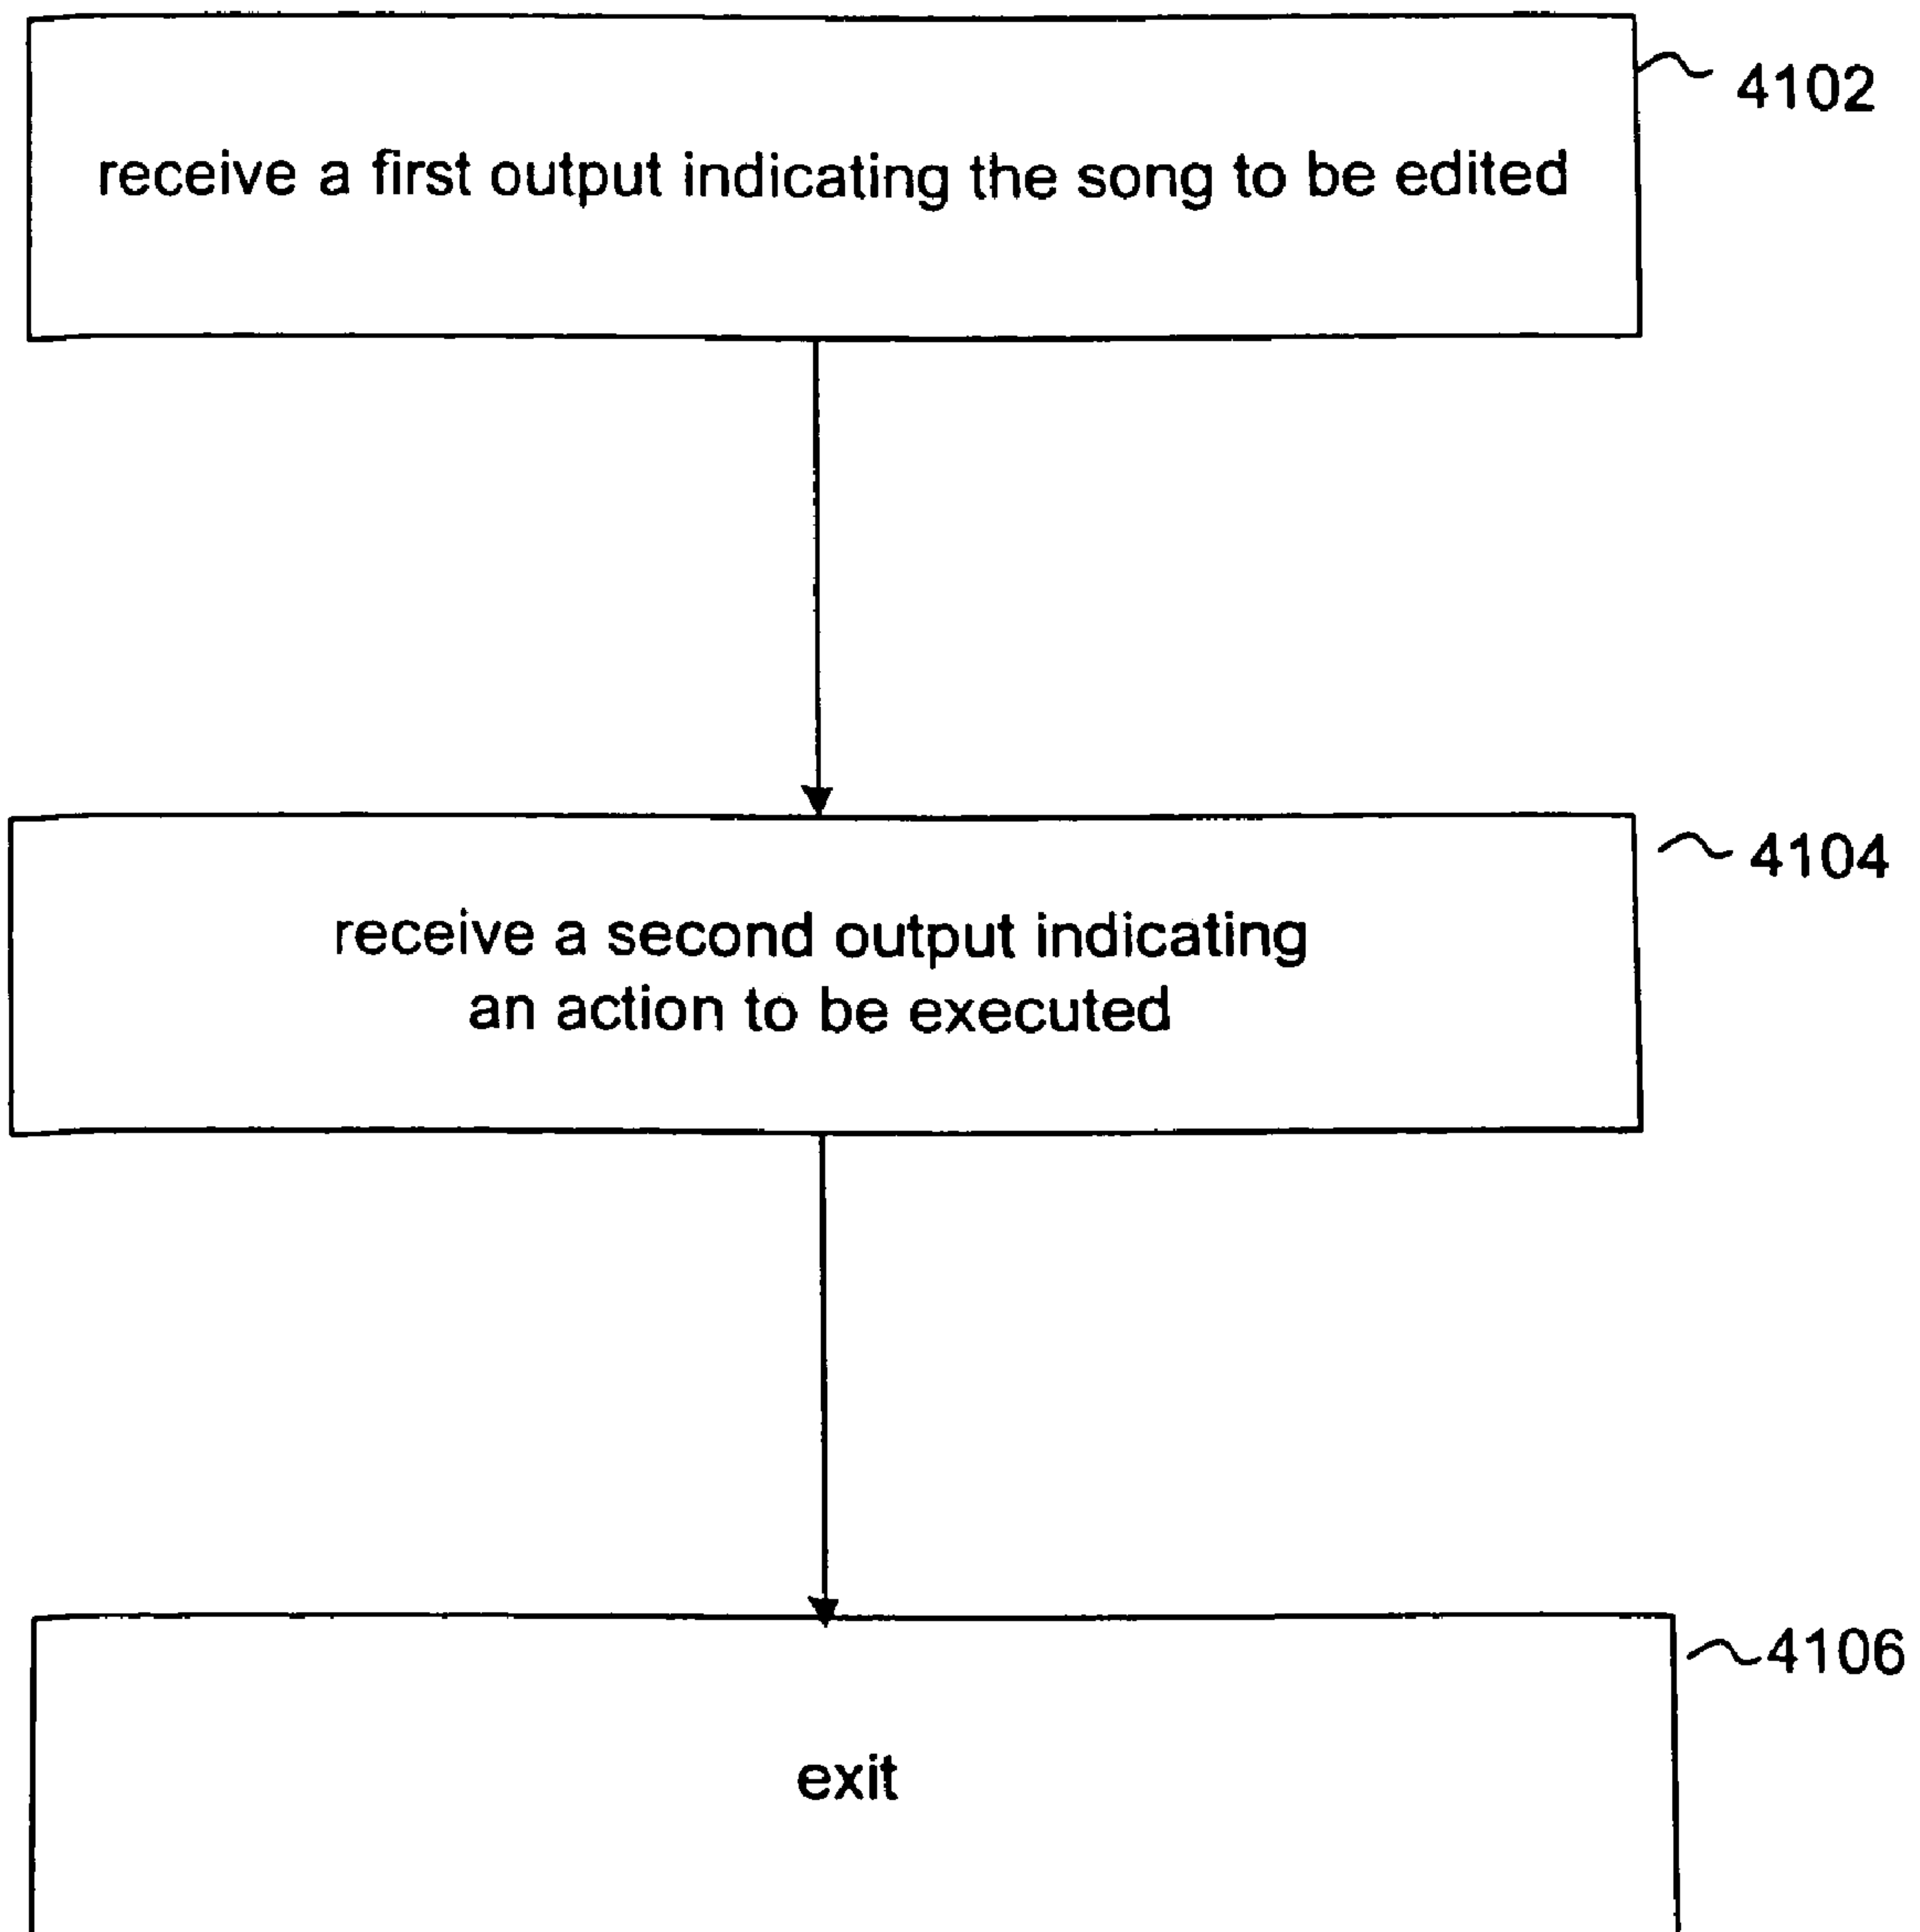 4102
receive a first output indicating the song to be edited
4104
receive a second output indicating
an action to be executed
4106
exit